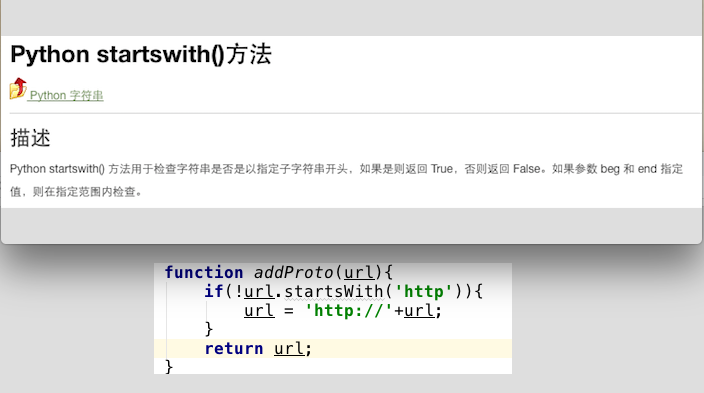 Python startswith()方法
Python 字符串
描述
Python startswith() 方法用于检查字符串是否是以指定子字符串开头，如果是则返回 True，否则返回 False。如果参数 beg 和 end 指定
值，则在指定范围内检查。
function addProto(url){
    if(!url.startsWith('http')){
        url = 'http://'+url;
    }
    return url;
}